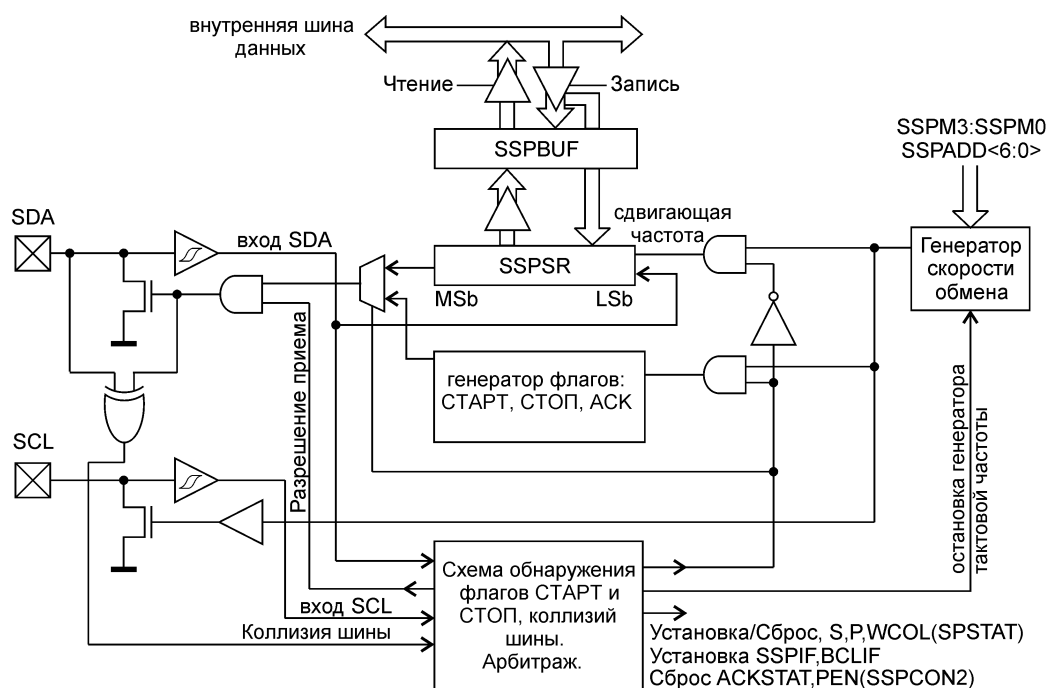 внутренняя шина
данных
Чтение
Запись
SSPBUF
SSPM3:SSPM0
SSPADD<6:0>
SDA
вход SDA
сдвигающая
частота
SSPSR
MSb
LSb
Генератор
скорости
обмена
Разрешение приема
генератор флагов:
СТАРТ, СТОП, ACK
остановка генератора
тактовой частоты
SCL
вход SCL
Коллизия шины
Схема обнаружения
флагов СТАРТ и
СТОП, коллизий
шины.
Арбитраж.
Установка/Сброс, S,P,WCOL(SPSTAT)
Установка SSPIF,BCLIF
Сброс ACKSTAT,PEN(SSPCON2)